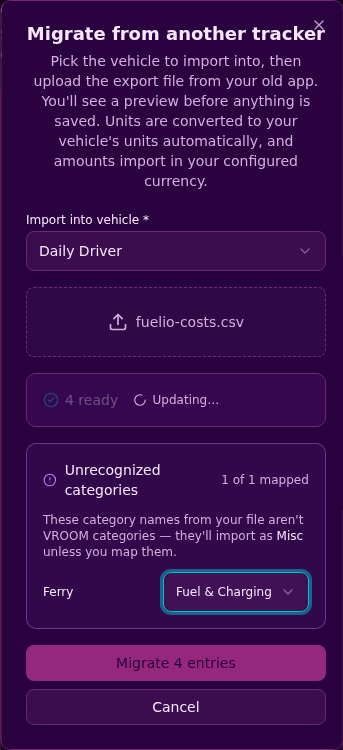 Migrate from another tracker
Pick the vehicle to import into, then
upload the export file from your old app.
You'll see a preview before anything is
saved. Units are converted to your
vehicle's units automatically, and
amounts import in your configured
currency.
Import into vehicle *
Daily Driver
fuelio-costs.csv
4 ready Updating...
Unrecognized
categories
1 of 1 mapped
These category names from your file aren't
VROOM categories — they'll import as Misc
unless you map them.
Ferry
Fuel & Charging
Migrate 4 entries
Cancel